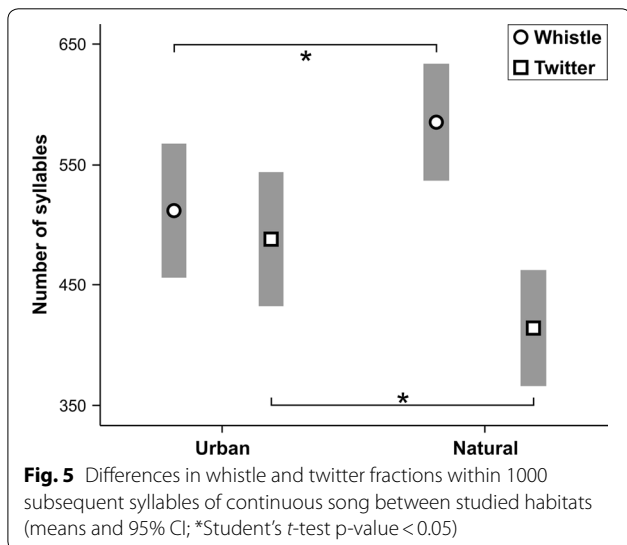 650
550
450
350
Number of syllables
Whistle
Twitter
*
*
Urban
Natural
Fig. 5 Differences in whistle and twitter fractions within 1000
subsequent syllables of continuous song between studied habitats
(means and 95% CI; *Student's t-test p-value < 0.05)